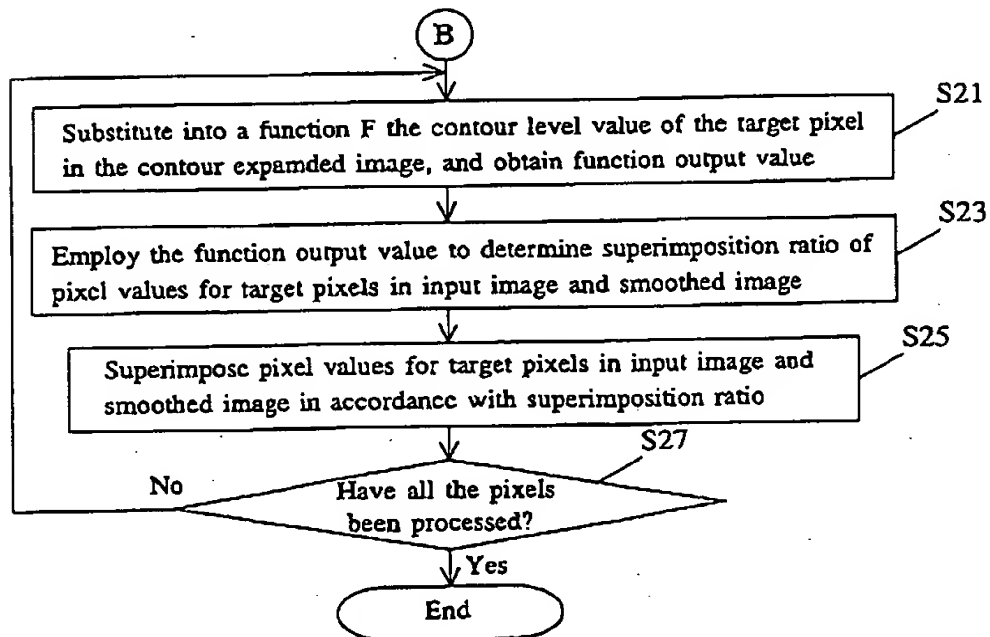 B
S21
Substitute into a function F the contour level value of the target pixel
in the contour expamded image, and obtain function output value
S23
Employ the function output value to determine superimposition ratio of
pixel values for target pixels in input image and smoothed image
S25
Superimpose pixel values for target pixels in input image and
smoothed image in accordance with superimposition ratio
S27
No
Have all the pixels
been processed?
Yes
End